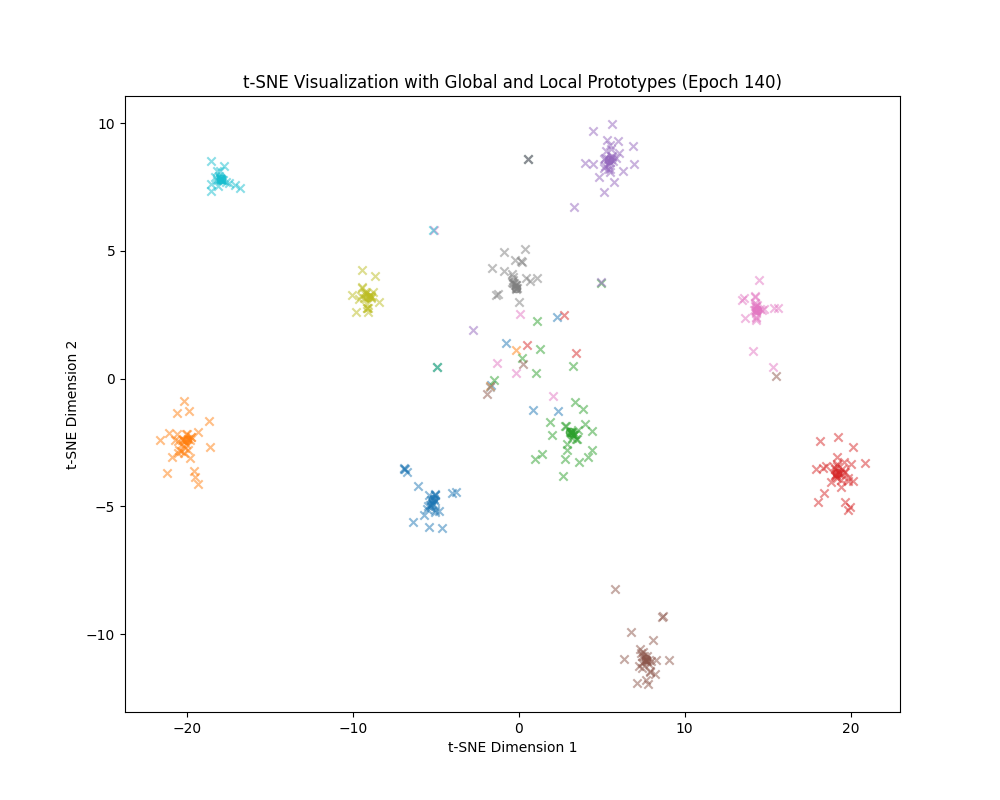 t-SNE Visualization with Global and Local Prototypes (Epoch 140)
10
5
0
−5
−10
t-SNE Dimension 2
−20 −10 0 10 20
t-SNE Dimension 1